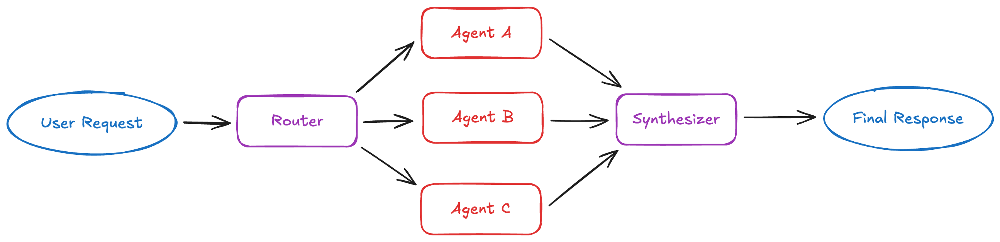 User Request
Router
Agent A
Agent B
Agent C
Synthesizer
Final Response